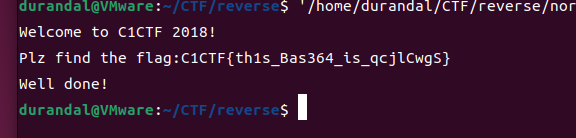 durandal@VMware:~/CTF/reverse$ '/home/durandal/CTF/reverse/nor
Welcome to C1CTF 2018!
Plz find the flag:C1CTF{th1s_Bas364_is_qcjlCwgS}
Well done!
durandal@VMware:~/CTF/reverse$